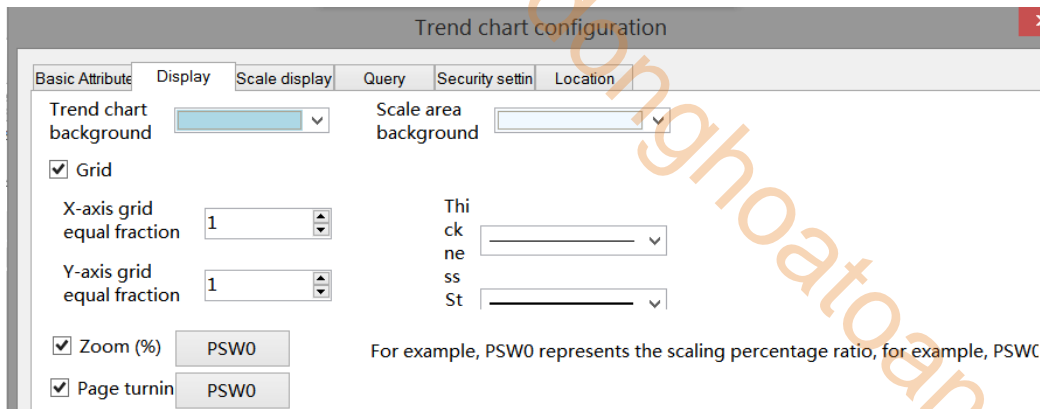 Trend chart configuration
Basic Attribute Display Scale display Query Security settin Location
Trend chart
background
Scale area
background
Grid
X-axis grid
equal fraction
1
Thi
ck
ne
ss
St
Y-axis grid
equal fraction
1
Zoom (%) PSW0
For example, PSW0 represents the scaling percentage ratio, for example, PSW0
Page turnin PSW0
donghoatoan